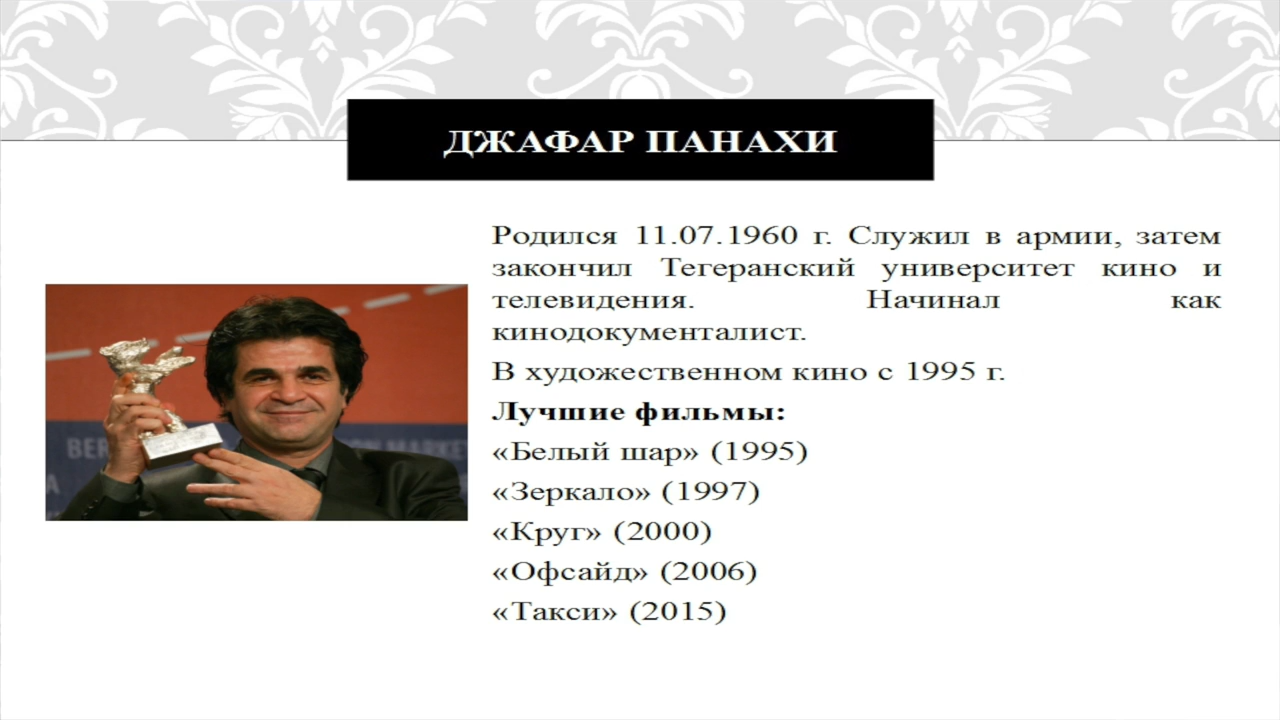 ДЖАФАР ПАНАХИ
Родился 11.07.1960 г. Служил в армии, затем
закончил Тегеранский университет кино и
телевидения. Начинал как
кинодокументалист.
В художественном кино с 1995 г.
Лучшие фильмы:
«Белый шар» (1995)
«Зеркало» (1997)
«Круг» (2000)
«Офсайд» (2006)
«Такси» (2015)